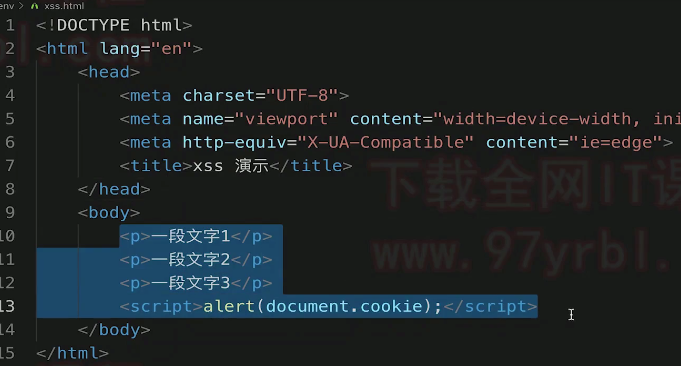 env > xss.html
1 <!DOCTYPE html>
2 <html lang="en">
3 <head>
4 <meta charset="UTF-8">
5 <meta name="viewport" content="width=device-width, ini
6 <meta http-equiv="X-UA-Compatible" content="ie=edge">
7 <title>xss 演示</title>
8 </head>
9 <body>
10 <p>一段文字1</p>
11 <p>一段文字2</p>
12 <p>一段文字3</p>
13 <script>alert(document.cookie);</script>
14 </body>
15 </html>
下载全网IT课
www.97yrbl.